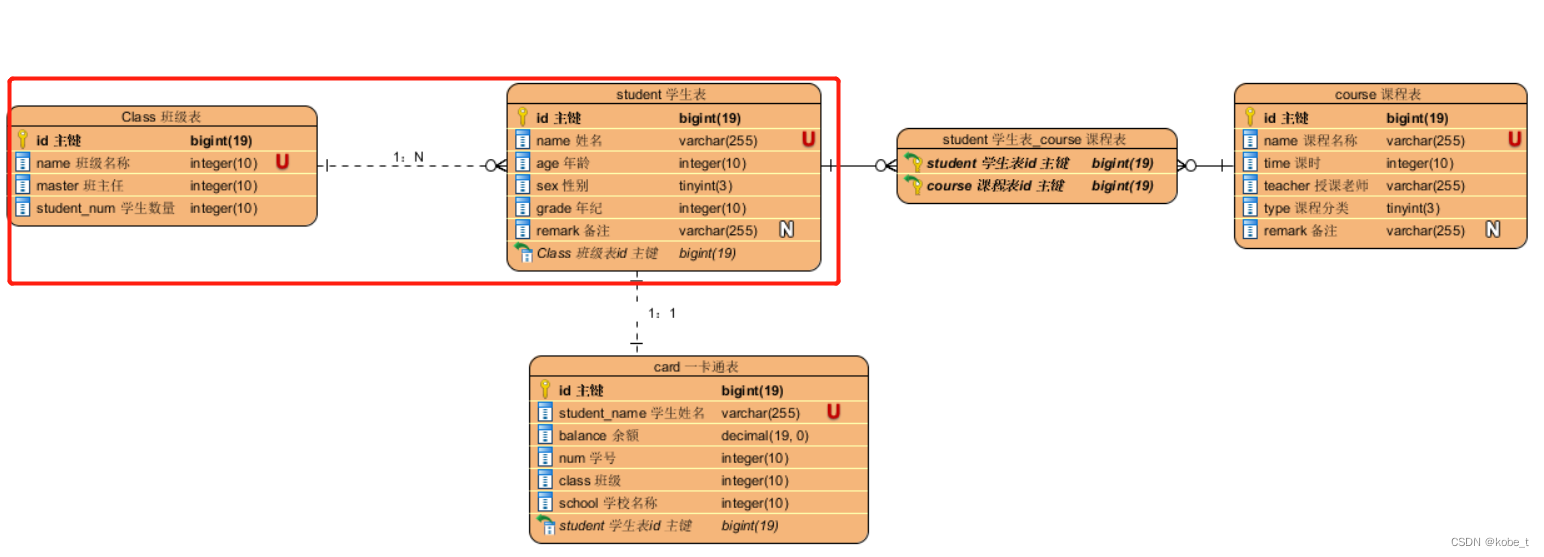 Class 班级表
id 主键 bigint(19)
name 班级名称 integer(10) U
master 班主任 integer(10)
student_num 学生数量 integer(10)
1：N
student 学生表
id 主键 bigint(19)
name 姓名 varchar(255) U
age 年龄 integer(10)
sex 性别 tinyint(3)
grade 年纪 integer(10)
remark 备注 varchar(255) N
Class 班级表id 主键 bigint(19)
student 学生表_course 课程表
student 学生表id 主键 bigint(19)
course 课程表id 主键 bigint(19)
course 课程表
id 主键 bigint(19)
name 课程名称 varchar(255) U
time 课时 integer(10)
teacher 授课老师 varchar(255)
type 课程分类 tinyint(3)
remark 备注 varchar(255) N
1：1
card 一卡通表
id 主键 bigint(19)
student_name 学生姓名 varchar(255) U
balance 余额 decimal(19, 0)
num 学号 integer(10)
class 班级 integer(10)
school 学校名称 integer(10)
student 学生表id 主键 bigint(19)
CSDN @kobe_t